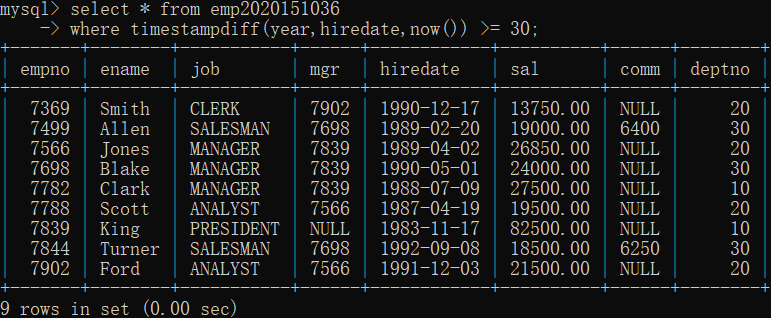 mysql> select * from emp2020151036
    -> where timestampdiff(year,hiredate,now()) >= 30;
+-------+--------+-----------+------+------------+----------+------+--------+
| empno | ename  | job       | mgr  | hiredate   | sal      | comm | deptno |
+-------+--------+-----------+------+------------+----------+------+--------+
|  7369 | Smith  | CLERK     | 7902 | 1990-12-17 | 13750.00 | NULL |     20 |
|  7499 | Allen  | SALESMAN  | 7698 | 1989-02-20 | 19000.00 | 6400 |     30 |
|  7566 | Jones  | MANAGER   | 7839 | 1989-04-02 | 26850.00 | NULL |     20 |
|  7698 | Blake  | MANAGER   | 7839 | 1990-05-01 | 24000.00 | NULL |     30 |
|  7782 | Clark  | MANAGER   | 7839 | 1988-07-09 | 27500.00 | NULL |     10 |
|  7788 | Scott  | ANALYST   | 7566 | 1987-04-19 | 19500.00 | NULL |     20 |
|  7839 | King   | PRESIDENT | NULL | 1983-11-17 | 82500.00 | NULL |     10 |
|  7844 | Turner | SALESMAN  | 7698 | 1992-09-08 | 18500.00 | 6250 |     30 |
|  7902 | Ford   | ANALYST   | 7566 | 1991-12-03 | 21500.00 | NULL |     20 |
+-------+--------+-----------+------+------------+----------+------+--------+
9 rows in set (0.00 sec)